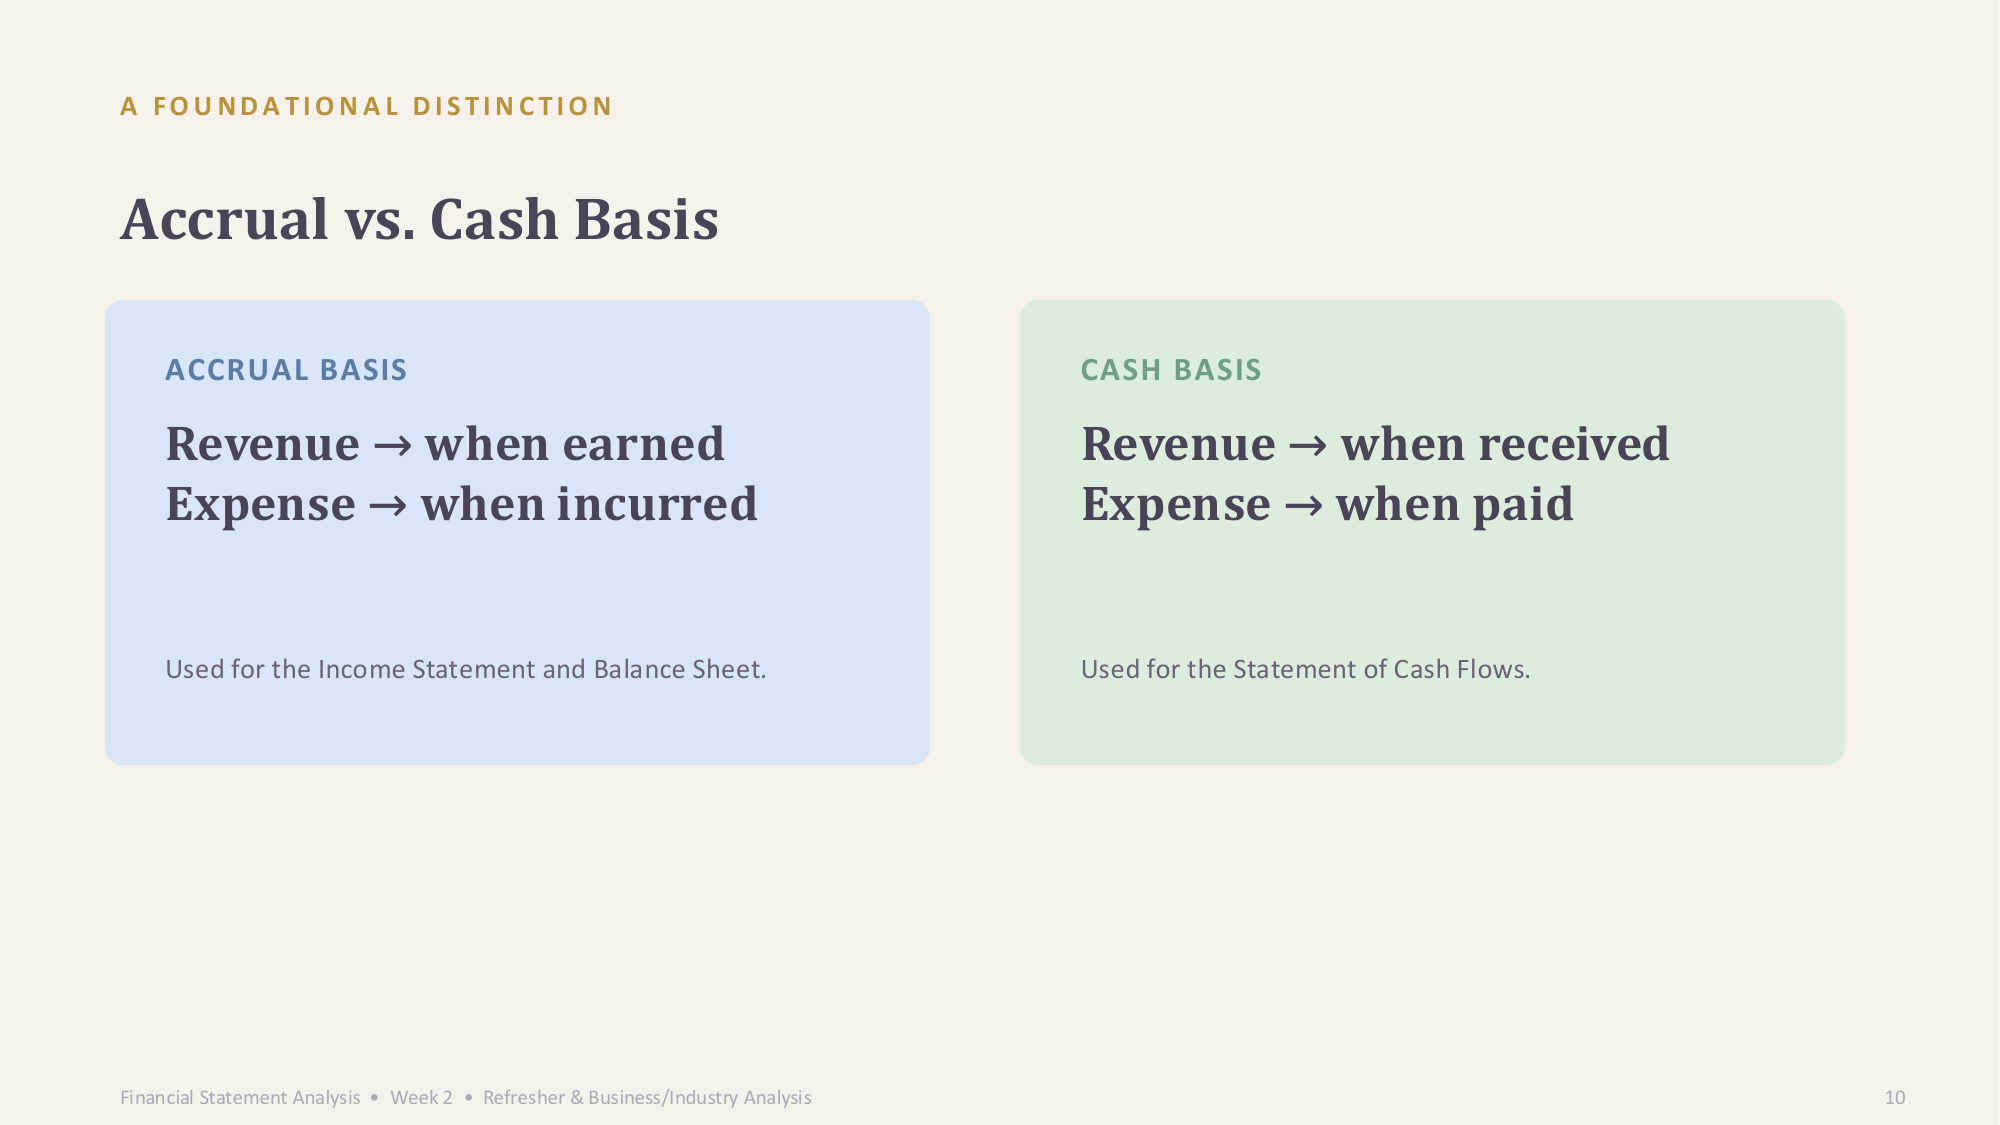 A FOUNDATIONAL DISTINCTION
Accrual vs. Cash Basis
ACCRUAL BASIS
Revenue → when earned
Expense → when incurred
Used for the Income Statement and Balance Sheet.
CASH BASIS
Revenue → when received
Expense → when paid
Used for the Statement of Cash Flows.
Financial Statement Analysis • Week 2 • Refresher & Business/Industry Analysis
10